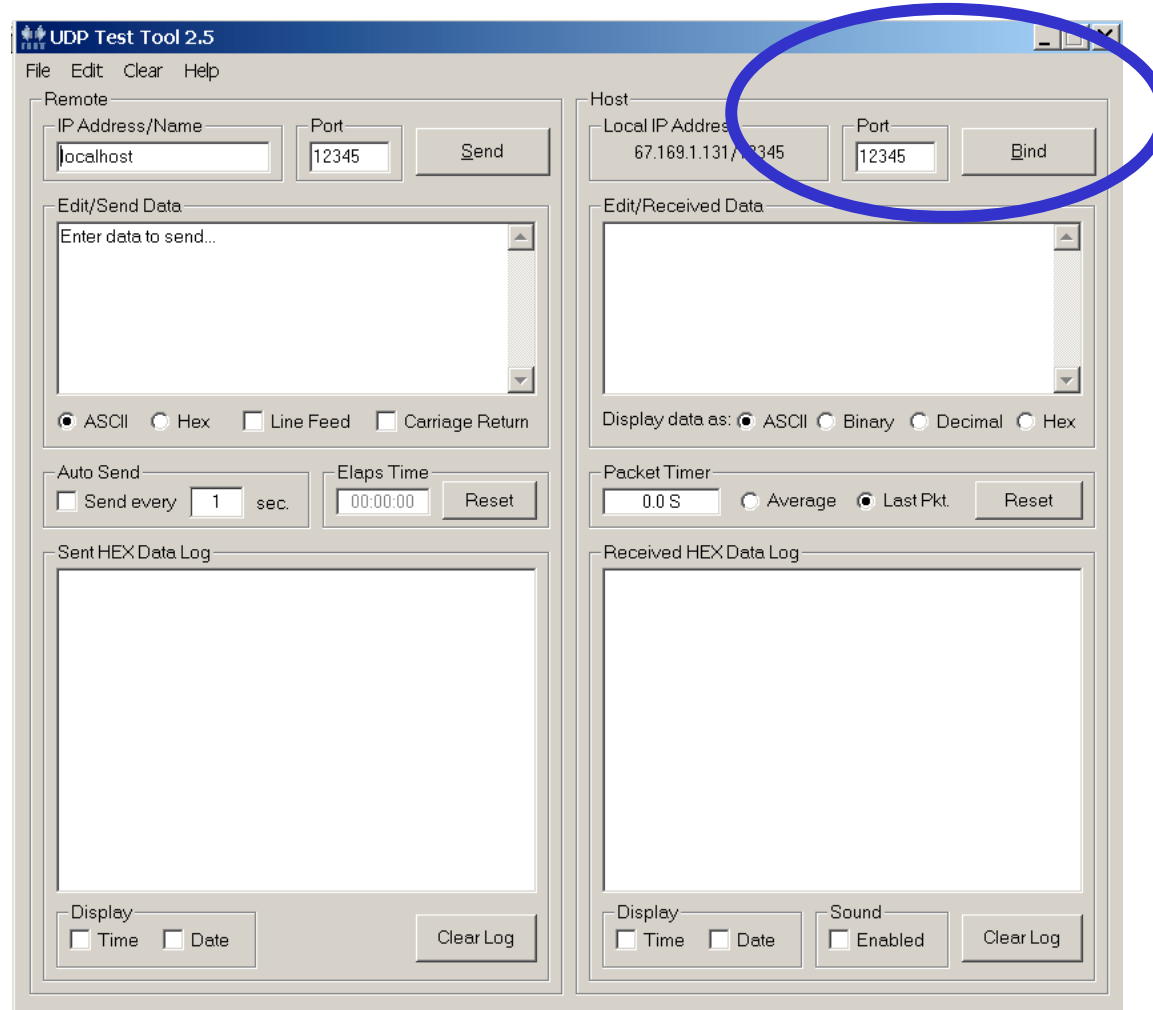 UDP Test Tool 2.5
File Edit Clear Help
Remote
IP Address/Name Port
localhost 12345 Send
Edit/Send Data
Enter data to send...
ASCII Hex Line Feed Carriage Return
Auto Send Elaps Time
Send every 1 sec. 00:00:00 Reset
Sent HEX Data Log
Display
Time Date Clear Log
Host
Local IP Address Port
67.169.1.131/12345 12345 Bind
Edit/Received Data
Display data as: ASCII Binary Decimal Hex
Packet Timer
0.0 S Average Last Pkt. Reset
Received HEX Data Log
Display Sound
Time Date Enabled Clear Log